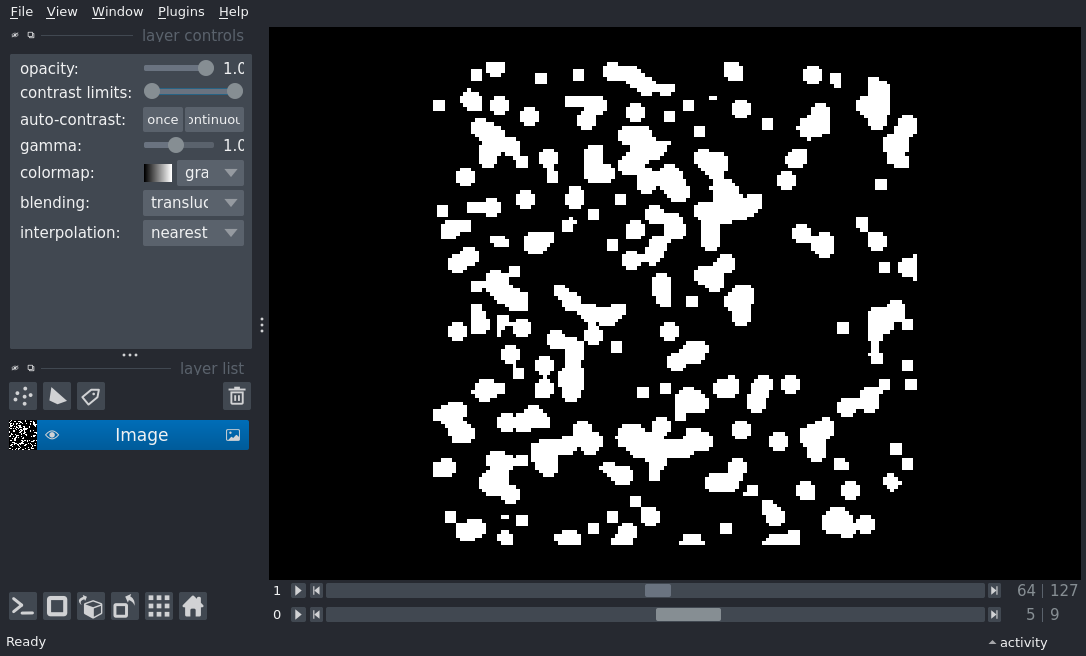 File View Window Plugins Help
layer controls
opacity: 1.0
contrast limits:
auto-contrast: once ontinuou
gamma: 1.0
colormap: gra
blending: transluc
interpolation: nearest
layer list
Image
1 64 | 127
0 5 | 9
Ready activity